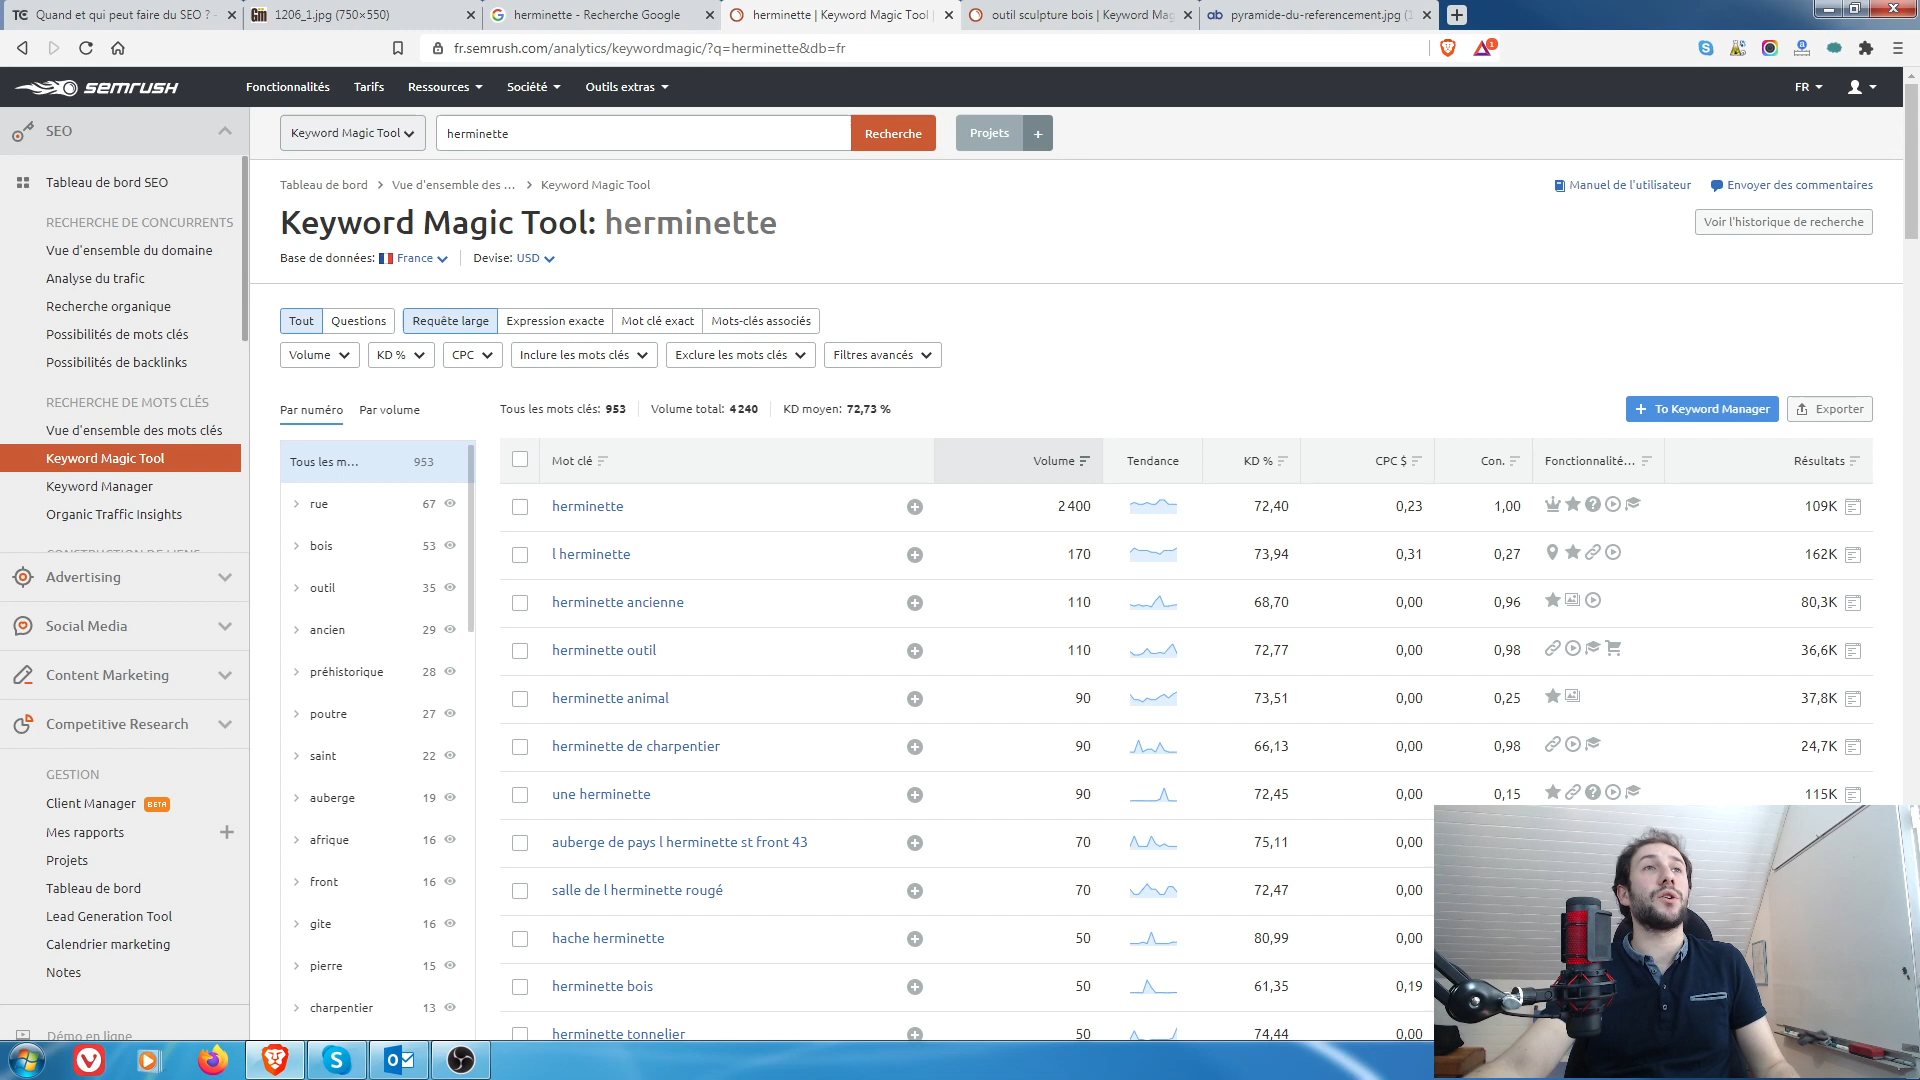 Quand et qui peut faire du SEO ? -
1206_1.jpg (750×550)
herminette - Recherche Google
herminette | Keyword Magic Tool |
outil sculpture bois | Keyword Mag
pyramide-du-referencement.jpg (1
fr.semrush.com/analytics/keywordmagic/?q=herminette&db=fr
SEMRUSH
Fonctionnalités
Tarifs
Ressources
Société
Outils extras
FR
SEO
Tableau de bord SEO
RECHERCHE DE CONCURRENTS
Vue d'ensemble du domaine
Analyse du trafic
Recherche organique
Possibilités de mots clés
Possibilités de backlinks
RECHERCHE DE MOTS CLÉS
Vue d'ensemble des mots clés
Keyword Magic Tool
Keyword Manager
Organic Traffic Insights
CONSTRUCTION DE LIENS
Advertising
Social Media
Content Marketing
Competitive Research
GESTION
Client Manager BETA
Mes rapports
Projets
Tableau de bord
Lead Generation Tool
Calendrier marketing
Notes
Démo en ligne
Keyword Magic Tool
herminette
Recherche
Projets +
Tableau de bord > Vue d'ensemble des ... > Keyword Magic Tool
Manuel de l'utilisateur
Envoyer des commentaires
Keyword Magic Tool: herminette
Voir l'historique de recherche
Base de données: France
Devise: USD
Tout Questions Requête large Expression exacte Mot clé exact Mots-clés associés
Volume KD % CPC Inclure les mots clés Exclure les mots clés Filtres avancés
Par numéro Par volume
Tous les mots clés: 953 Volume total: 4 240 KD moyen: 72,73 %
+ To Keyword Manager
Exporter
Tous les m... 953
rue 67
bois 53
outil 35
ancien 29
préhistorique 28
poutre 27
saint 22
auberge 19
afrique 16
front 16
gite 16
pierre 15
charpentier 13
Mot clé Volume Tendance KD % CPC $ Con. Fonctionnalité... Résultats
herminette 2 400 72,40 0,23 1,00 109K
l herminette 170 73,94 0,31 0,27 162K
herminette ancienne 110 68,70 0,00 0,96 80,3K
herminette outil 110 72,77 0,00 0,98 36,6K
herminette animal 90 73,51 0,00 0,25 37,8K
herminette de charpentier 90 66,13 0,00 0,98 24,7K
une herminette 90 72,45 0,00 0,15 115K
auberge de pays l herminette st front 43 70 75,11 0,00
salle de l herminette rougé 70 72,47 0,00
hache herminette 50 80,99 0,00
herminette bois 50 61,35 0,19
herminette tonnelier 50 74,44 0,00